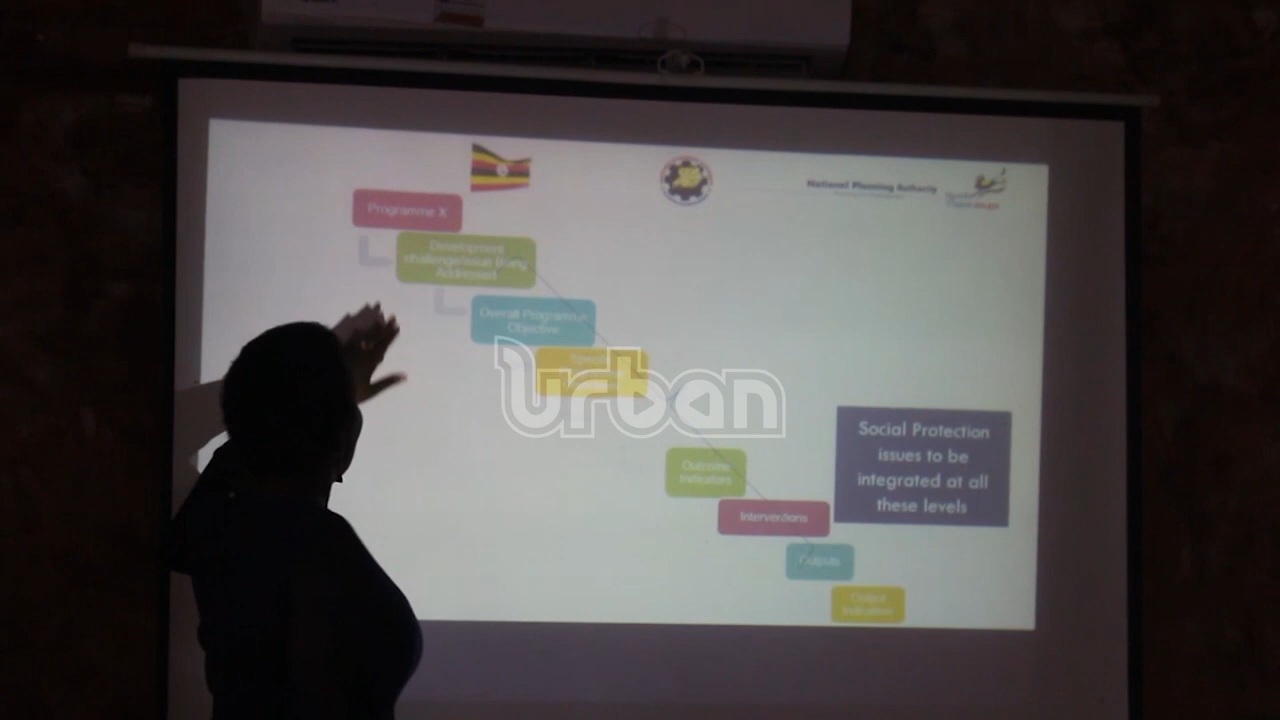 National Planning Authority
Programme X
Development
challenge/issue Being
Addressed
Overall Programme
Objective
urban
Outcome
Indicators
Interventions
Outputs
Output
Indicators
Social Protection
issues to be
integrated at all
these levels